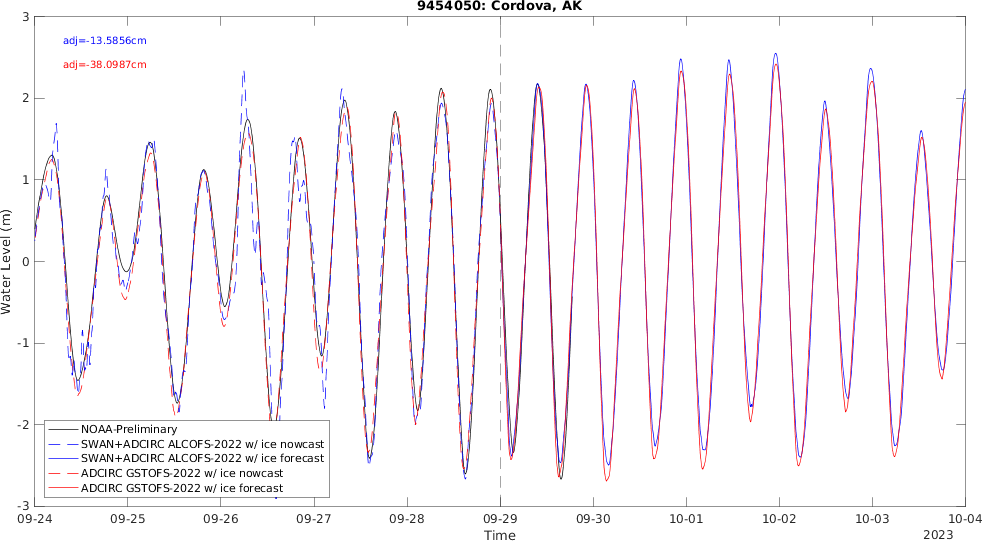 9454050: Cordova, AK
adj=-13.5856cm
adj=-38.0987cm
Water Level (m)
3
2
1
0
-1
-2
-3
NOAA-Preliminary
SWAN+ADCIRC ALCOFS-2022 w/ ice nowcast
SWAN+ADCIRC ALCOFS-2022 w/ ice forecast
ADCIRC GSTOFS-2022 w/ ice nowcast
ADCIRC GSTOFS-2022 w/ ice forecast
09-24 09-25 09-26 09-27 09-28 09-29 09-30 10-01 10-02 10-03 10-04
Time
2023